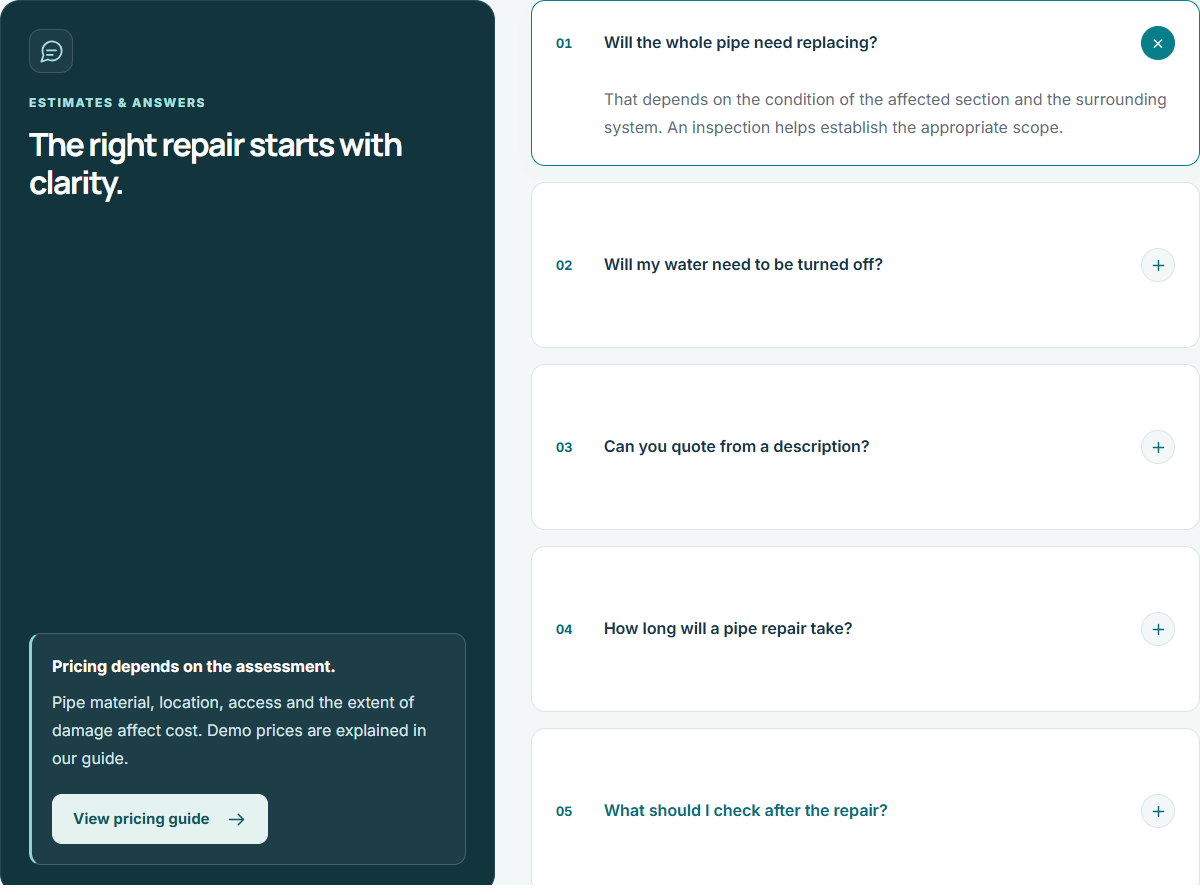 ESTIMATES & ANSWERS
The right repair starts with
clarity.
Pricing depends on the assessment.
Pipe material, location, access and the extent of
damage affect cost. Demo prices are explained in
our guide.
View pricing guide →
01 Will the whole pipe need replacing?
That depends on the condition of the affected section and the surrounding
system. An inspection helps establish the appropriate scope.
02 Will my water need to be turned off?
03 Can you quote from a description?
04 How long will a pipe repair take?
05 What should I check after the repair?